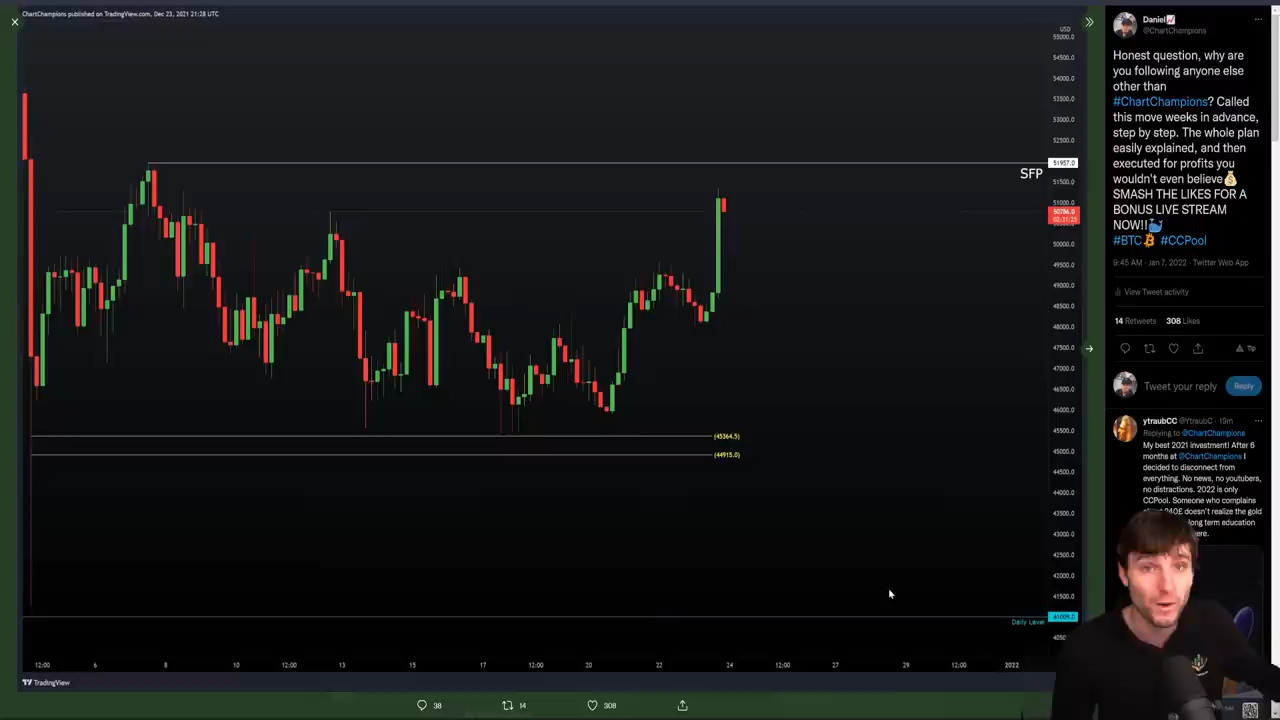 ChartChampions published on TradingView.com, Dec 23, 2021 21:28 UTC
USD
55000.0
54500.0
54000.0
53500.0
53000.0
52500.0
51957.0
SFP
51500.0
51000.0
50786.0
02:31:25
50000.0
49500.0
49000.0
48500.0
48000.0
47500.0
47000.0
46500.0
46000.0
45500.0
(45364.5)
45000.0
(44915.0)
44500.0
44000.0
43500.0
43000.0
42500.0
42000.0
41500.0
41009.0
Daily Level
12:00 6 8 10 12:00 13 15 17 12:00 20 22 24 12:00 27 29 12:00 2022
TradingView
38 14 308
Daniel
@ChartChampions
Honest question, why are
you following anyone else
other than
#ChartChampions? Called
this move weeks in advance,
step by step. The whole plan
easily explained, and then
executed for profits you
wouldn't even believe
SMASH THE LIKES FOR A
BONUS LIVE STREAM
NOW!!
#BTC #CCPool
9:45 AM · Jan 7, 2022 · Twitter Web App
View Tweet activity
14 Retweets 308 Likes
Tip
Tweet your reply
Reply
ytraubCC @YtraubC · 19m
Replying to @ChartChampions
My best 2021 investment! After 6
months at @ChartChampions I
decided to disconnect from
everything. No news, no youtubers,
no distractions. 2022 is only
CCPool. Someone who complains
240£ doesn't realize the gold
long term education